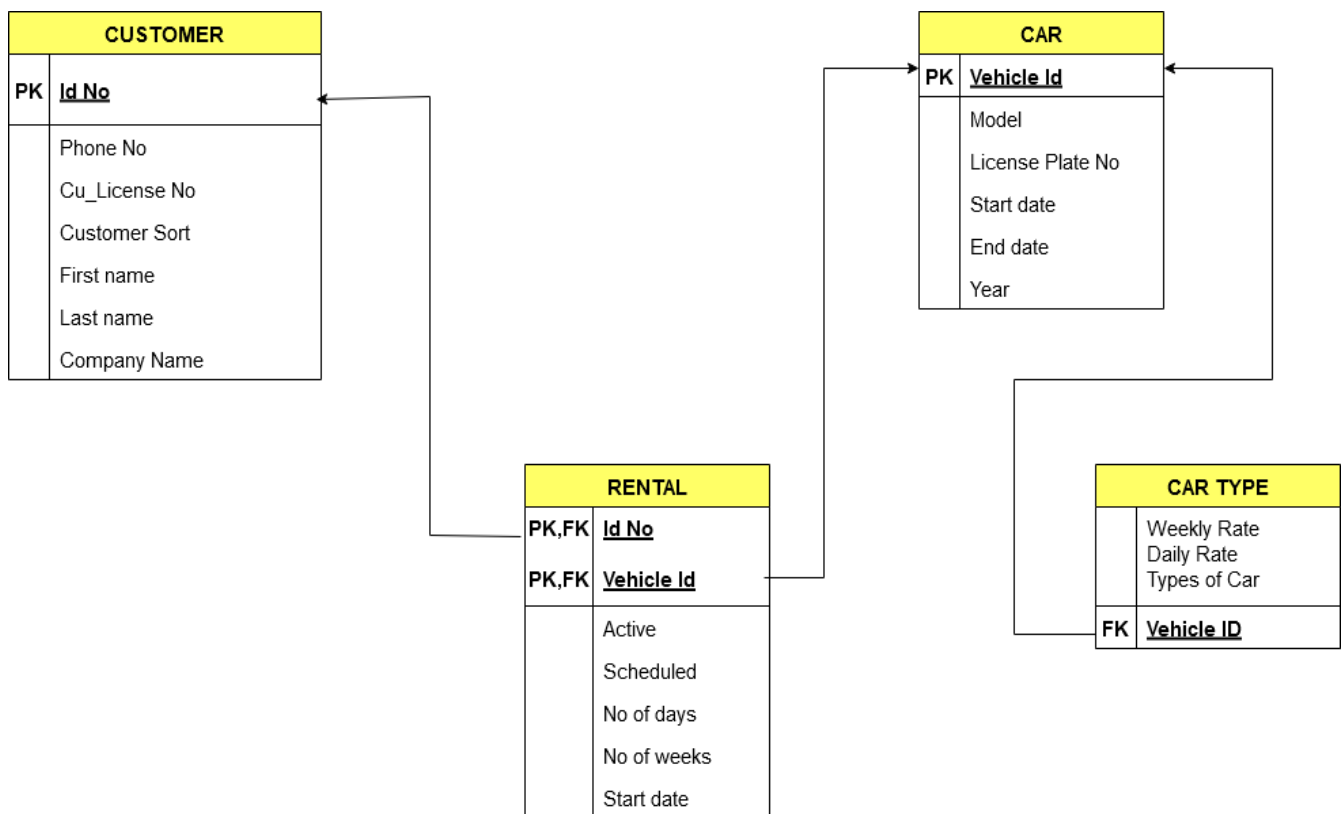 CUSTOMER
PK Id No
Phone No
Cu_License No
Customer Sort
First name
Last name
Company Name
CAR
PK Vehicle Id
Model
License Plate No
Start date
End date
Year
RENTAL
PK,FK Id No
PK,FK Vehicle Id
Active
Scheduled
No of days
No of weeks
Start date
CAR TYPE
Weekly Rate
Daily Rate
Types of Car
FK Vehicle ID